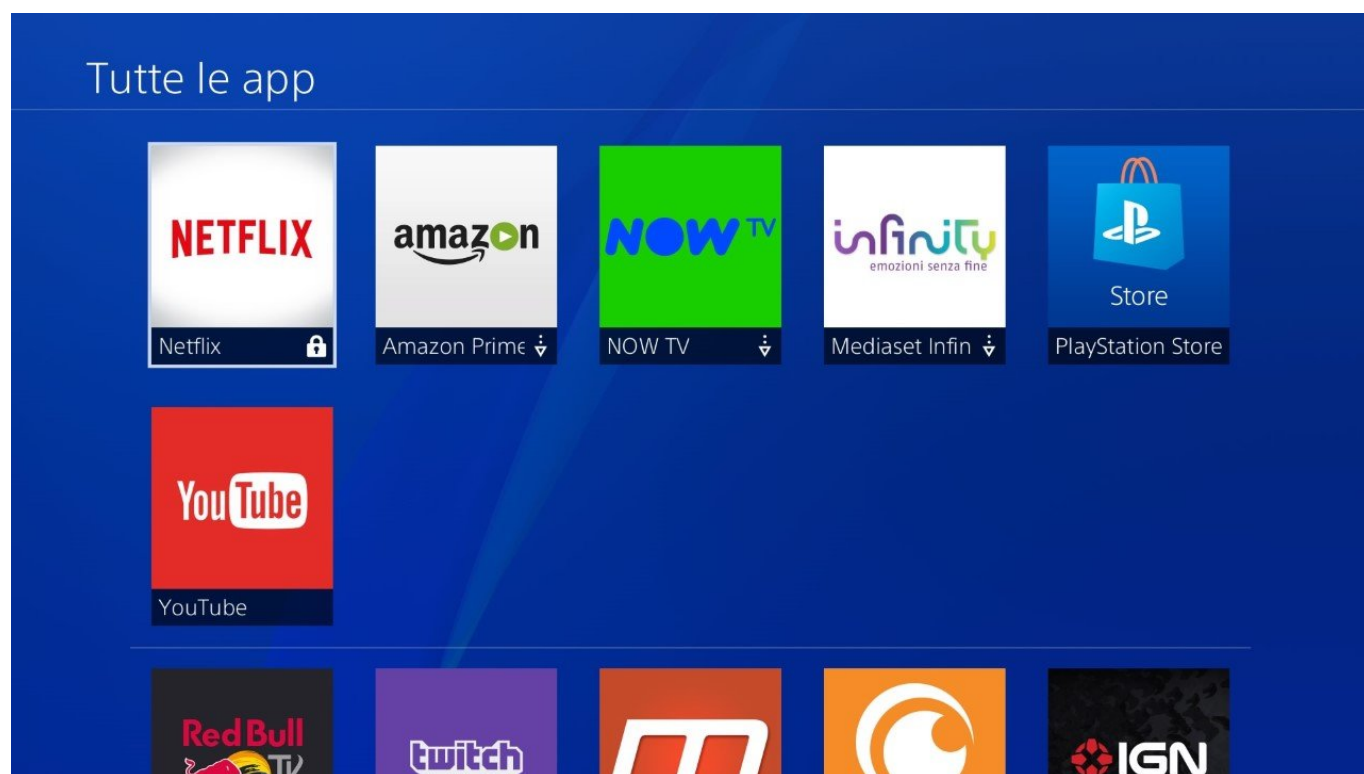 Tutte le app
NETFLIX
amazon
NOW TV
infinity
emozioni senza fine
Store
Netflix
Amazon Prime
NOW TV
Mediaset Infin
PlayStation Store
YouTube
YouTube
Red Bull
TV
twitch
IGN